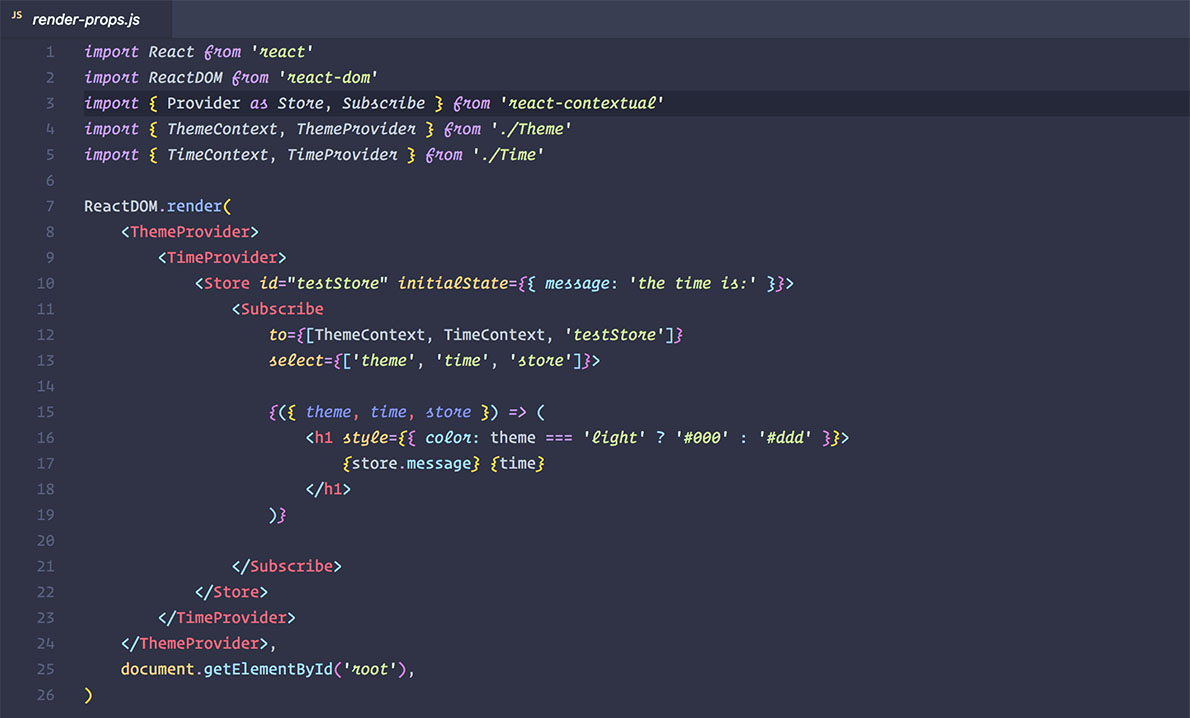 JS render-props.js
1 import React from 'react'
2 import ReactDOM from 'react-dom'
3 import { Provider as Store, Subscribe } from 'react-contextual'
4 import { ThemeContext, ThemeProvider } from './Theme'
5 import { TimeContext, TimeProvider } from './Time'
6
7 ReactDOM.render(
8     <ThemeProvider>
9         <TimeProvider>
10             <Store id="testStore" initialState={{ message: 'the time is:' }}>
11                 <Subscribe
12                     to={[ThemeContext, TimeContext, 'testStore']}
13                     select={['theme', 'time', 'store']}>
14
15                     {({ theme, time, store }) => (
16                         <h1 style={{ color: theme === 'light' ? '#000' : '#ddd' }}>
17                             {store.message} {time}
18                         </h1>
19                     )}
20
21                 </Subscribe>
22             </Store>
23         </TimeProvider>
24     </ThemeProvider>,
25     document.getElementById('root'),
26 )